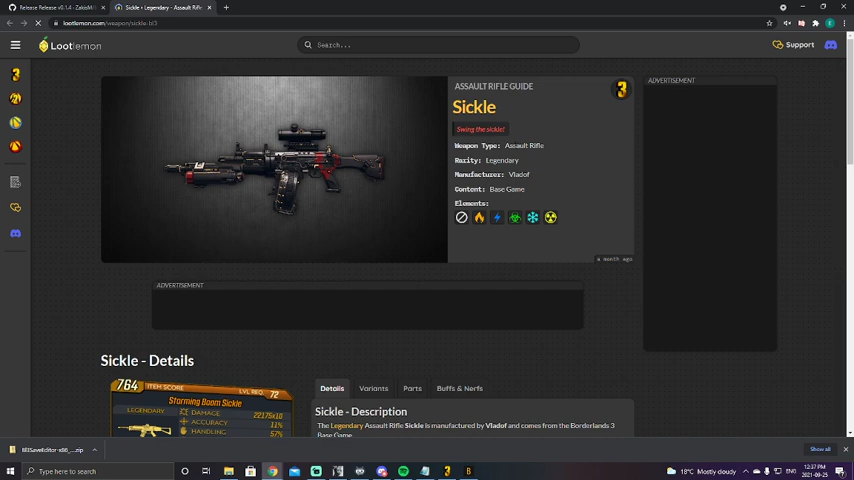 Release Release v0.1.4 · ZakisM/
Sickle • Legendary - Assault Rifl
lootlemon.com/weapon/sickle-bl3
Lootlemon
Search...
Support
ASSAULT RIFLE GUIDE
Sickle
Swing the sickle!
Weapon Type: Assault Rifle
Rarity: Legendary
Manufacturer: Vladof
Content: Base Game
Elements:
a month ago
ADVERTISEMENT
ADVERTISEMENT
Sickle - Details
764 ITEM SCORE LVL REQ. 72
Storming Boom Sickle
LEGENDARY
DAMAGE 22175x10
ACCURACY 11%
HANDLING 57%
Details Variants Parts Buffs & Nerfs
Sickle - Description
The Legendary Assault Rifle Sickle is manufactured by Vladof and comes from the Borderlands 3
Base Game.
Show all
Type here to search
18°C Mostly cloudy
ENG
12:37 PM
2021-09-25